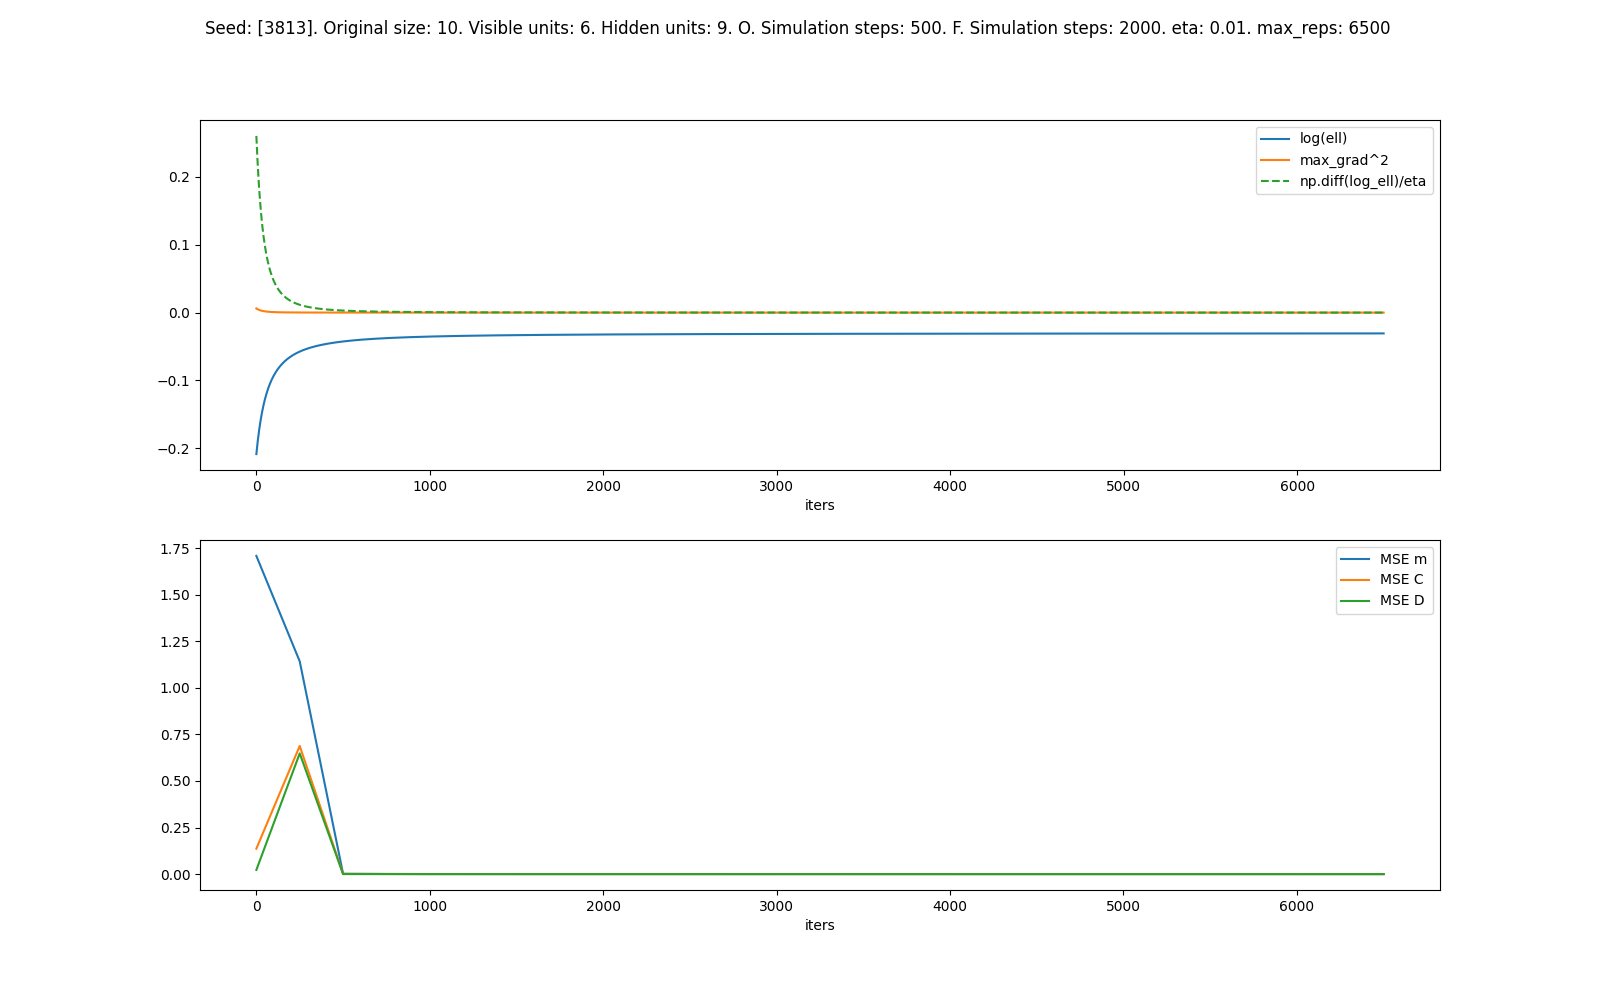 Seed: [3813]. Original size: 10. Visible units: 6. Hidden units: 9. O. Simulation steps: 500. F. Simulation steps: 2000. eta: 0.01. max_reps: 6500
log(ell)
max_grad^2
np.diff(log_ell)/eta
0.2
0.1
0.0
−0.1
−0.2
0 1000 2000 3000 4000 5000 6000
iters
MSE m
MSE C
MSE D
1.75
1.50
1.25
1.00
0.75
0.50
0.25
0.00
0 1000 2000 3000 4000 5000 6000
iters